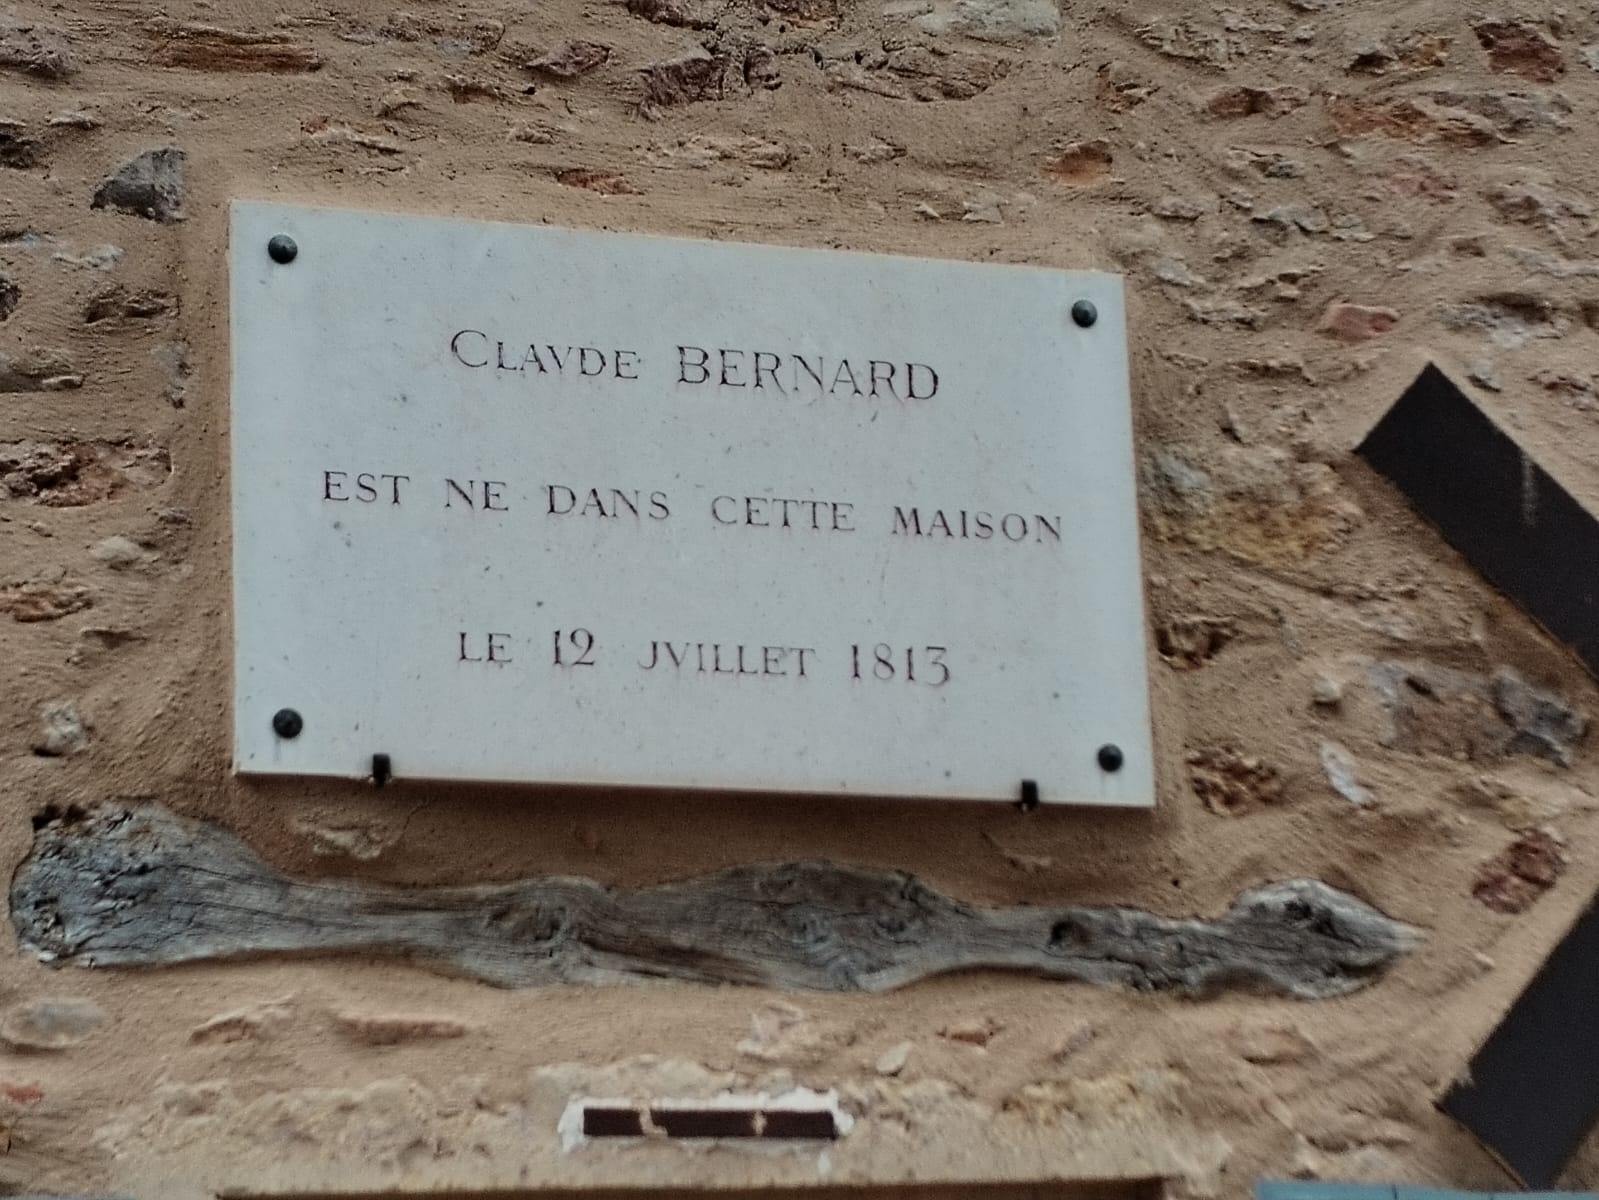 CLAVDE BERNARD
EST NE DANS CETTE MAISON
LE 12 JVILLET 1813